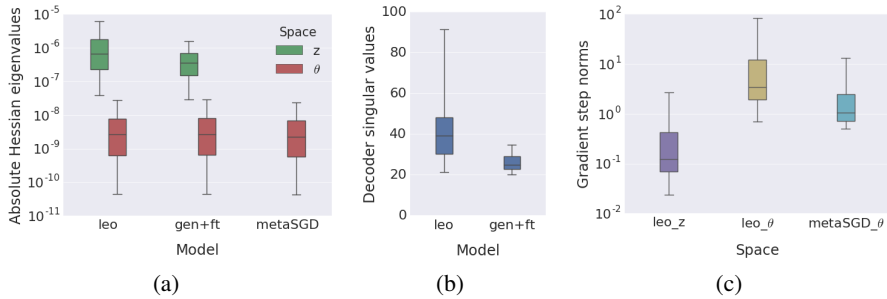 Absolute Hessian eigenvalues
10^-5
10^-6
10^-7
10^-8
10^-9
10^-10
10^-11
Space
z
θ
leo
gen+ft
metaSGD
Model
(a)
Decoder singular values
100
80
60
40
20
0
leo
gen+ft
Model
(b)
Gradient step norms
10^2
10^1
10^0
10^-1
10^-2
leo_z
leo_θ
metaSGD_θ
Space
(c)